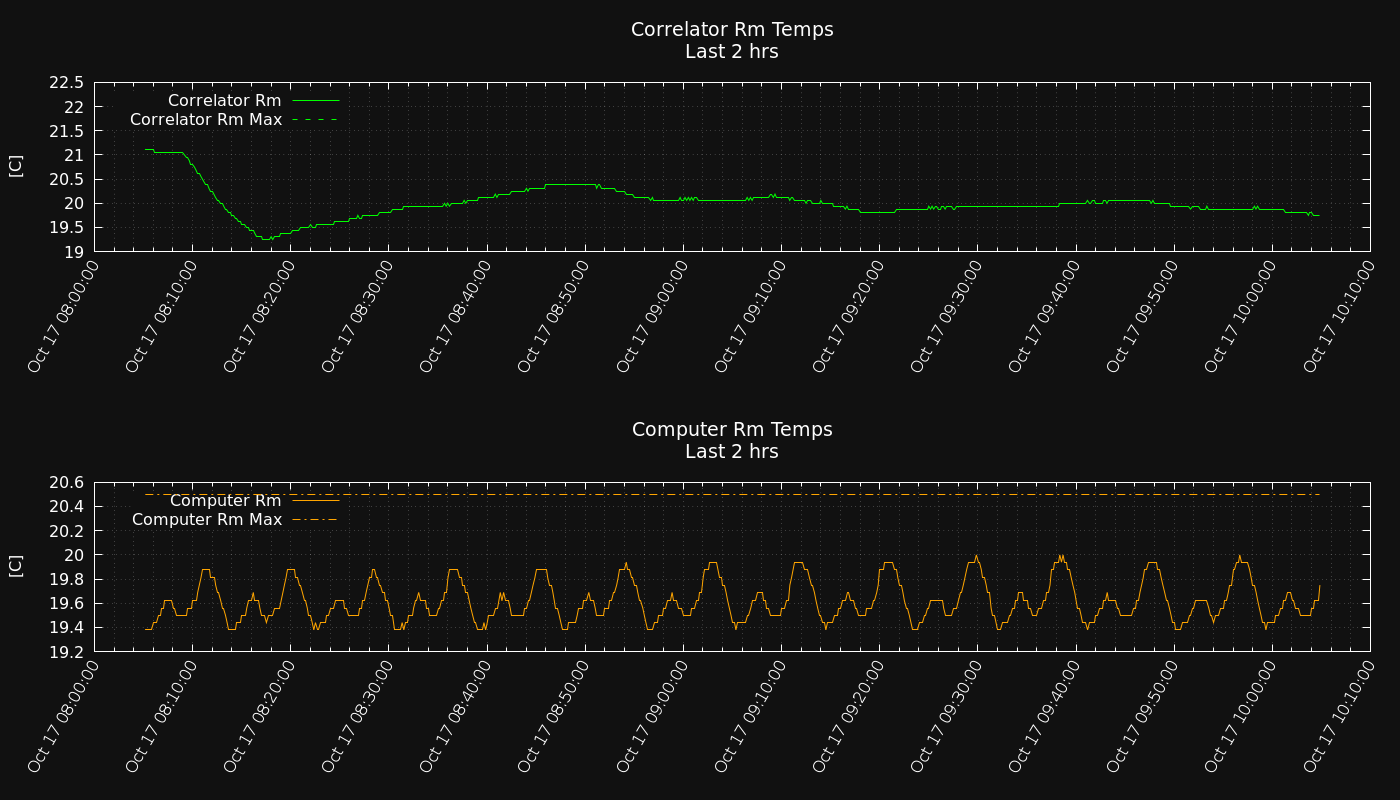 Correlator Rm Temps
Last 2 hrs
22.5
22
21.5
21
20.5
20
19.5
19
[C]
Correlator Rm
Correlator Rm Max
Oct 17 08:00:00
Oct 17 08:10:00
Oct 17 08:20:00
Oct 17 08:30:00
Oct 17 08:40:00
Oct 17 08:50:00
Oct 17 09:00:00
Oct 17 09:10:00
Oct 17 09:20:00
Oct 17 09:30:00
Oct 17 09:40:00
Oct 17 09:50:00
Oct 17 10:00:00
Oct 17 10:10:00
Computer Rm Temps
Last 2 hrs
20.6
20.4
20.2
20
19.8
19.6
19.4
19.2
[C]
Computer Rm
Computer Rm Max
Oct 17 08:00:00
Oct 17 08:10:00
Oct 17 08:20:00
Oct 17 08:30:00
Oct 17 08:40:00
Oct 17 08:50:00
Oct 17 09:00:00
Oct 17 09:10:00
Oct 17 09:20:00
Oct 17 09:30:00
Oct 17 09:40:00
Oct 17 09:50:00
Oct 17 10:00:00
Oct 17 10:10:00